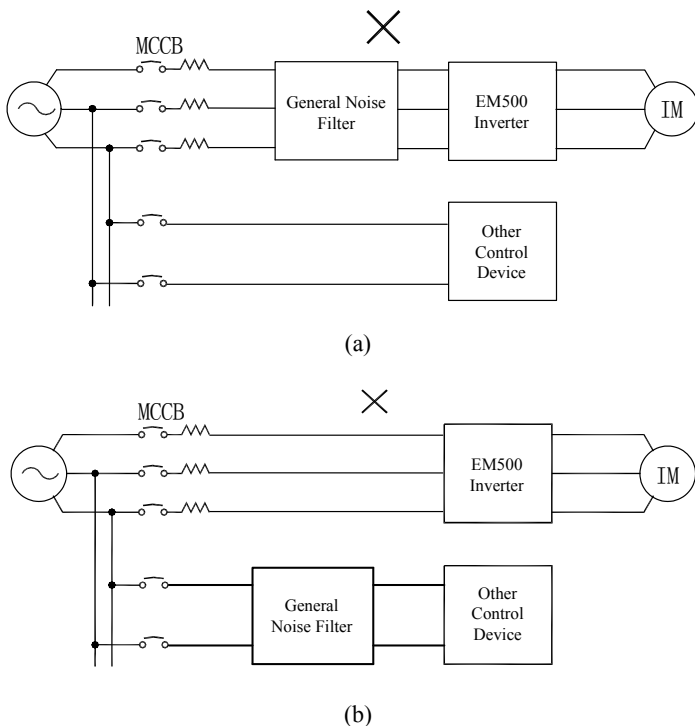 MCCB
General Noise
Filter
EM500
Inverter
IM
Other
Control
Device
(a)
MCCB
EM500
Inverter
IM
General
Noise Filter
Other
Control
Device
(b)